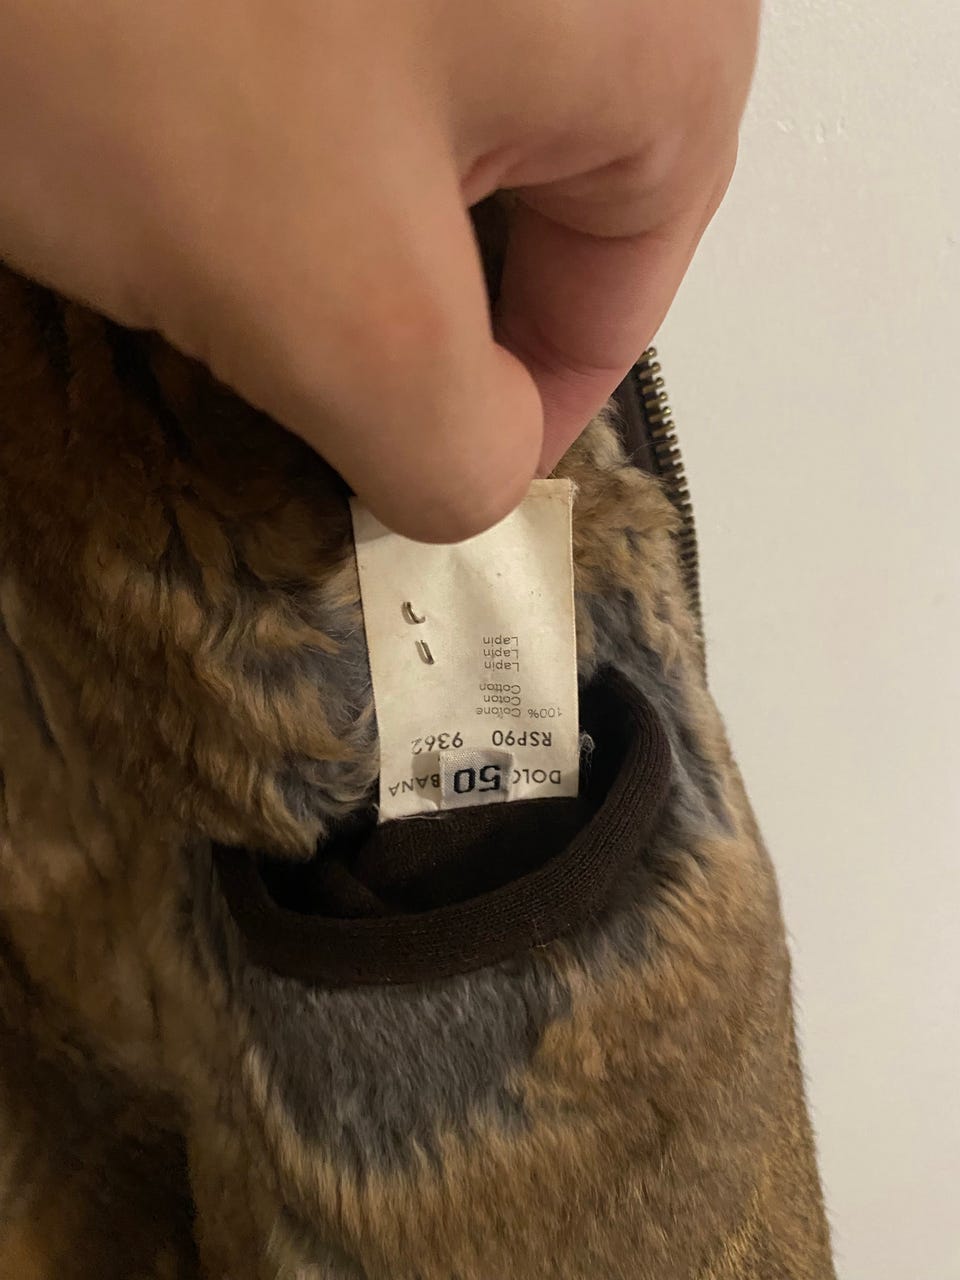 DOLC BANA
50
RSP90 9362
100% Cotone
Coton
Cotton
Lapin
Lapin
Lapin